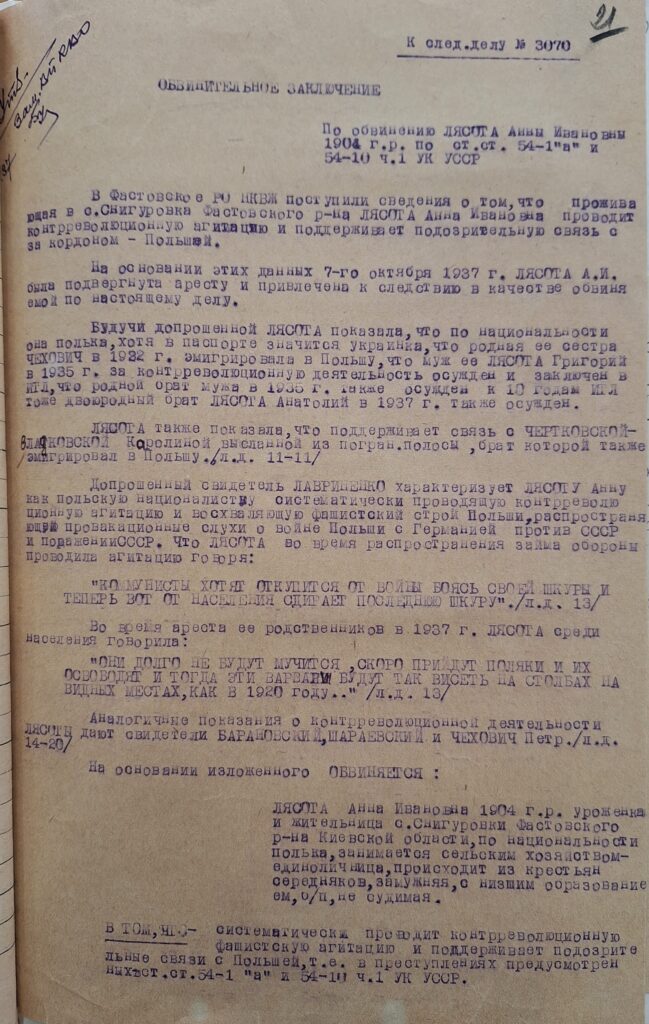 21
К след.делу № 3070
Утв.
Зам.
37
ОБВИНИТЕЛЬНОЕ ЗАКЛЮЧЕНИЕ
По обвинению ЛЯСОТА Анны Ивановны
1904 г.р. по ст.ст. 54-1"а" и
54-10 ч.1 УК УССР
В Фастовское РО НКВЖ поступили сведения о том,что прожива
ющая в с.Снигуровка Фастовского р-на ЛЯСОТА Анна Ивановна проводит
контрреволюционную агитацию и поддерживает подозрительную связь с
за кордоном - Польшей.
На основании этих данных 7-го октября 1937 г. ЛЯСОТА А.И.
была подвергнута аресту и привлечена к следствию в качестве обвиня
емой по настоящему делу.
Будучи допрошенной ЛЯСОТА показала,что по национальности
она полька,хотя в паспорте значится украинка,что родная ее сестра
ЧЕХОВИЧ в 1922 г. эмигрировала в Польшу,что муж ее ЛЯСОТА Григорий
в 1935 г. за контрреволюционную деятельность осужден и заключен в
ИТЛ,что родной брат мужа в 1935 г. также осужден к 10 годам ИТЛ
тоже двоюродный брат ЛЯСОТА Анатолий в 1937 г. также осужден.
ЛЯСОТА также показала,что поддерживает связь с ЧЕРТКОВСКОЙ-
Каролиной высланной из погран.полосы,брат которой также
эмигрировал в Польшу./л.д. 11-11/
Допрошенный свидетель ЛАВРИНЕНКО характеризует ЛЯСОТУ Анну
как польскую националистку систематически проводящую контрреволю
ционную агитацию и восхваляющую фашистский строй Польши,распространя
ющую провакационные слухи о войне Польши с Германией против СССР
и поражении СССР. Что ЛЯСОТА во время распространения займа обороны
проводила агитацию говоря:
"КОММУНИСТЫ ХОТЯТ ОТКУПИТСЯ ОТ ВОЙНЫ БОЯСЬ СВОЕЙ ШКУРЫ И
ТЕПЕРЬ ВОТ ОТ НАСЕЛЕНИЯ СДИРАЕТ ПОСЛЕДНЮЮ ШКУРУ"./л.д. 13/
Во время ареста ее родственников в 1937 г. ЛЯСОТА среди
населения говорила:
"ОНИ ДОЛГО НЕ БУДУТ МУЧИТСЯ,СКОРО ПРИЙДУТ ПОЛЯКИ И ИХ
ОСВОБОДЯТ И ТОГДА ЭТИ ВАРВАРЫ БУДУТ ТАК ВИСЕТЬ НА СТОЛБАХ НА
ВИДНЫХ МЕСТАХ,КАК В 1920 ГОДУ.." /л.д. 13/
Аналогичные показания о контрреволюционной деятельности
ЛЯСОТЫ дают свидетели БАРАНОВСКИЙ,ШАРАЕВСКИЙ и ЧЕХОВИЧ Петр./л.д.
14-20/
На основании изложенного ОБВИНЯЕТСЯ :
ЛЯСОТА Анна Ивановна 1904 г.р. уроженка
и жительница с.Снигуровки Фастовского
р-на Киевской области,по национальности
полька,занимается сельским хозяйством-
единоличница,происходит из крестьян
середняков,замужняя,с низшим образование
ем,о/п,не судимая.
В ТОМ,ЧТО- систематически проводит контрреволюционную
фашистскую агитацию и поддерживает подозрите
льные связи с Польшей,т.е. в преступлениях предусмотрен
ных ст.ст.54-1 "а" и 54-10 ч.1 УК УССР.